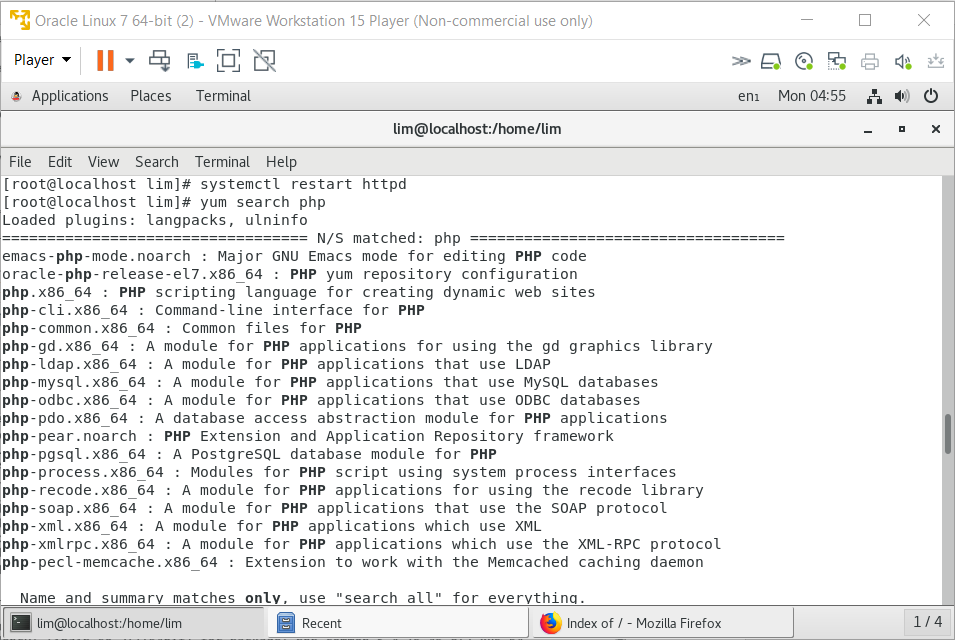 Oracle Linux 7 64-bit (2) - VMware Workstation 15 Player (Non-commercial use only)
Player
Applications Places Terminal en₁ Mon 04:55
lim@localhost:/home/lim
File Edit View Search Terminal Help
[root@localhost lim]# systemctl restart httpd
[root@localhost lim]# yum search php
Loaded plugins: langpacks, ulninfo
================================== N/S matched: php ===================================
emacs-php-mode.noarch : Major GNU Emacs mode for editing PHP code
oracle-php-release-el7.x86_64 : PHP yum repository configuration
php.x86_64 : PHP scripting language for creating dynamic web sites
php-cli.x86_64 : Command-line interface for PHP
php-common.x86_64 : Common files for PHP
php-gd.x86_64 : A module for PHP applications for using the gd graphics library
php-ldap.x86_64 : A module for PHP applications that use LDAP
php-mysql.x86_64 : A module for PHP applications that use MySQL databases
php-odbc.x86_64 : A module for PHP applications that use ODBC databases
php-pdo.x86_64 : A database access abstraction module for PHP applications
php-pear.noarch : PHP Extension and Application Repository framework
php-pgsql.x86_64 : A PostgreSQL database module for PHP
php-process.x86_64 : Modules for PHP script using system process interfaces
php-recode.x86_64 : A module for PHP applications for using the recode library
php-soap.x86_64 : A module for PHP applications that use the SOAP protocol
php-xml.x86_64 : A module for PHP applications which use XML
php-xmlrpc.x86_64 : A module for PHP applications which use the XML-RPC protocol
php-pecl-memcache.x86_64 : Extension to work with the Memcached caching daemon
Name and summary matches only, use "search all" for everything.
lim@localhost:/home/lim Recent Index of / - Mozilla Firefox 1 / 4